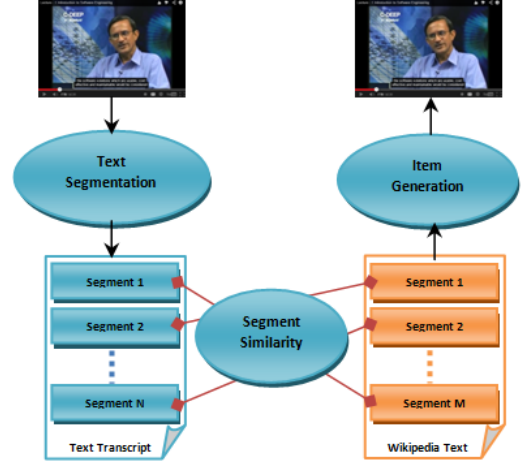 Text
Segmentation
Item
Generation
Segment 1
Segment 2
Segment N
Text Transcript
Segment
Similarity
Segment 1
Segment 2
Segment M
Wikipedia Text